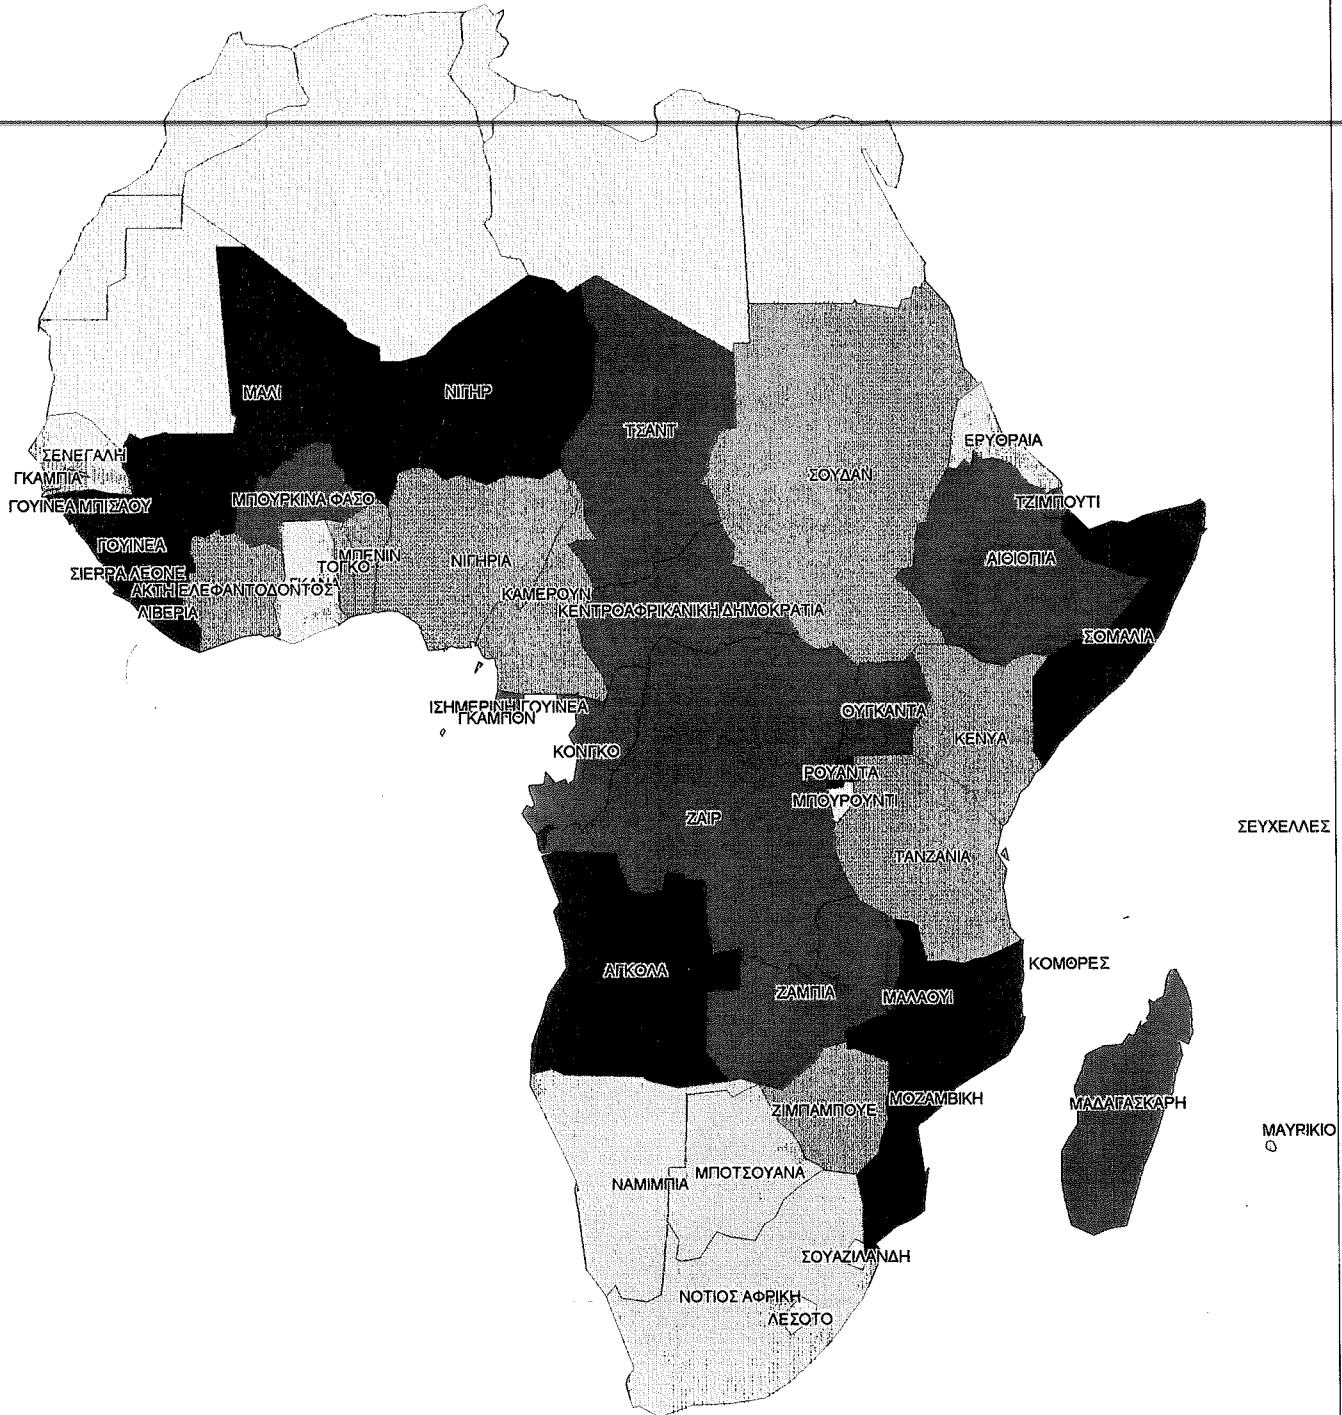 ΜΑΛΙ
ΝΙΓΗΡ
ΤΣΑΝΤ
ΣΟΥΔΑΝ
ΕΡΥΘΡΑΙΑ
ΣΕΝΕΓΑΛΗ
ΓΚΑΜΠΙΑ
ΓΟΥΙΝΕΑ ΜΠΙΣΑΟΥ
ΜΠΟΥΡΚΙΝΑ ΦΑΣΟ
ΤΖΙΜΠΟΥΤΙ
ΓΟΥΙΝΕΑ
ΜΠΕΝΙΝ
ΤΟΓΚΟ
ΝΙΓΗΡΙΑ
ΑΙΘΙΟΠΙΑ
ΣΙΕΡΡΑ ΛΕΟΝΕ
ΓΚΑΝΑ
ΑΚΤΗ ΕΛΕΦΑΝΤΟΔΟΝΤΟΣ
ΚΑΜΕΡΟΥΝ
ΛΙΒΕΡΙΑ
ΚΕΝΤΡΟΑΦΡΙΚΑΝΙΚΗ ΔΗΜΟΚΡΑΤΙΑ
ΣΟΜΑΛΙΑ
ΙΣΗΜΕΡΙΝΗ ΓΟΥΙΝΕΑ
ΓΚΑΜΠΟΝ
ΟΥΓΚΑΝΤΑ
ΚΕΝΥΑ
ΚΟΝΓΚΟ
ΡΟΥΑΝΤΑ
ΜΠΟΥΡΟΥΝΤΙ
ΖΑΙΡ
ΣΕΥΧΕΛΛΕΣ
ΤΑΝΖΑΝΙΑ
ΚΟΜΟΡΕΣ
ΑΓΚΟΛΑ
ΖΑΜΠΙΑ
ΜΑΛΑΟΥΙ
ΜΟΖΑΜΒΙΚΗ
ΜΑΔΑΓΑΣΚΑΡΗ
ΖΙΜΠΑΜΠΟΥΕ
ΜΑΥΡΙΚΙΟ
ΜΠΟΤΣΟΥΑΝΑ
ΝΑΜΙΜΠΙΑ
ΣΟΥΑΖΙΛΑΝΔΗ
ΝΟΤΙΟΣ ΑΦΡΙΚΗ
ΛΕΣΟΤΟ